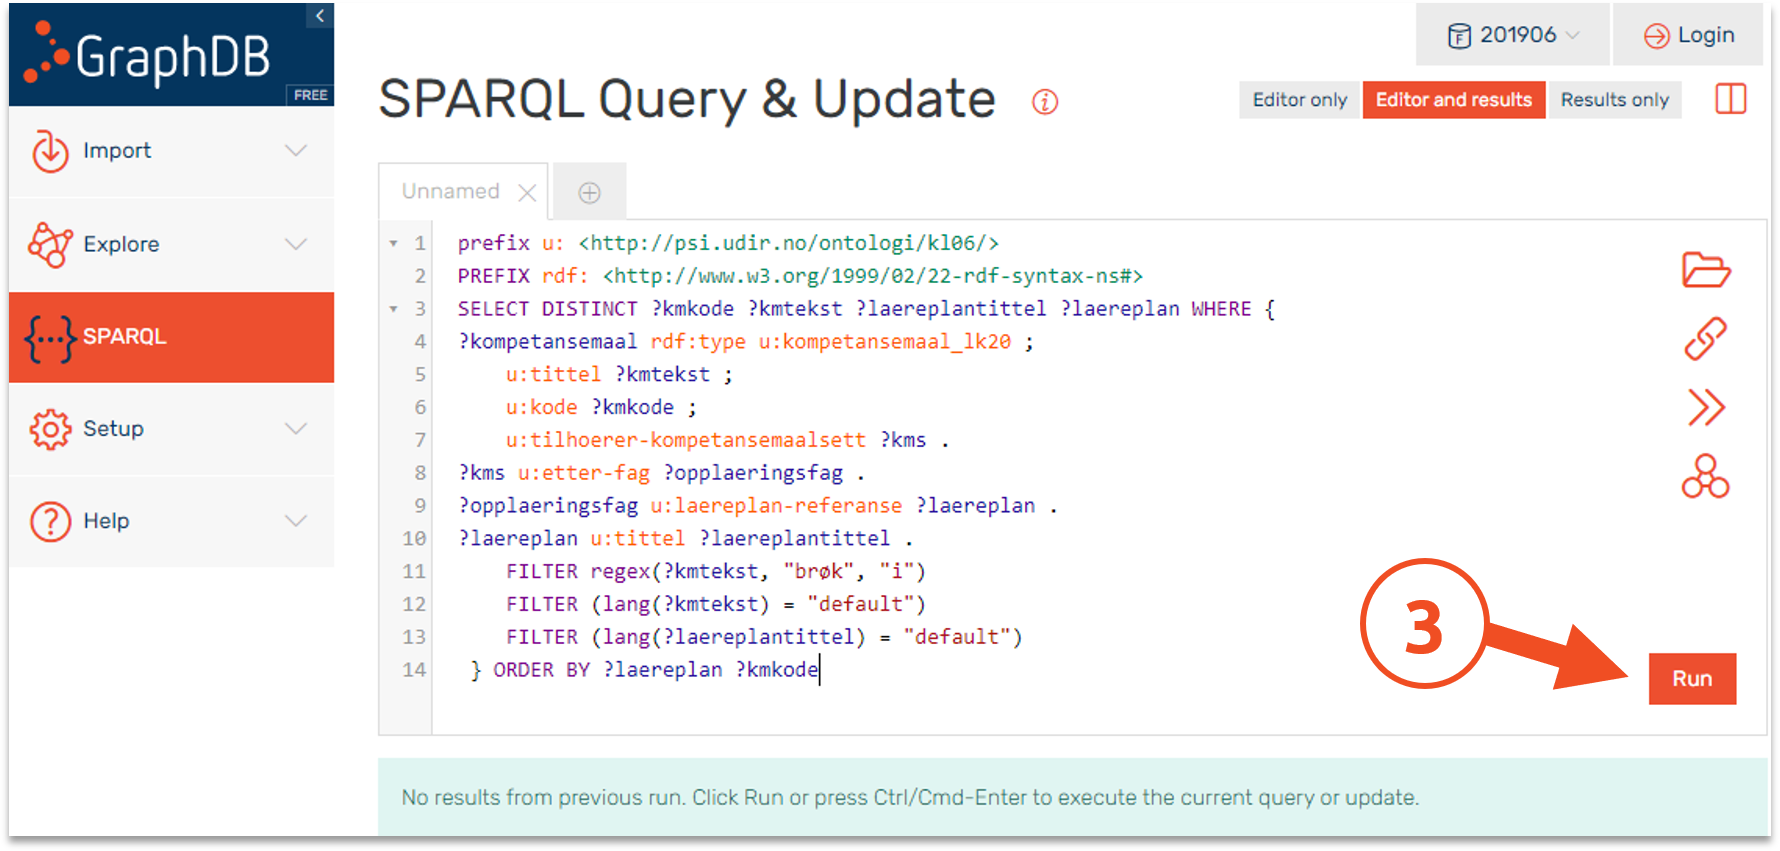 GraphDB
FREE
Import
Explore
{···} SPARQL
Setup
Help
201906
Login
SPARQL Query & Update
Editor only
Editor and results
Results only
Unnamed
1 prefix u: <http://psi.udir.no/ontologi/kl06/>
2 PREFIX rdf: <http://www.w3.org/1999/02/22-rdf-syntax-ns#>
3 SELECT DISTINCT ?kmkode ?kmtekst ?laereplantittel ?laereplan WHERE {
4 ?kompetansemaal rdf:type u:kompetansemaal_lk20 ;
5 u:tittel ?kmtekst ;
6 u:kode ?kmkode ;
7 u:tilhoerer-kompetansemaalsett ?kms .
8 ?kms u:etter-fag ?opplaeringsfag .
9 ?opplaeringsfag u:laereplan-referanse ?laereplan .
10 ?laereplan u:tittel ?laereplantittel .
11 FILTER regex(?kmtekst, "brøk", "i")
12 FILTER (lang(?kmtekst) = "default")
13 FILTER (lang(?laereplantittel) = "default")
14 } ORDER BY ?laereplan ?kmkode
3
Run
No results from previous run. Click Run or press Ctrl/Cmd-Enter to execute the current query or update.